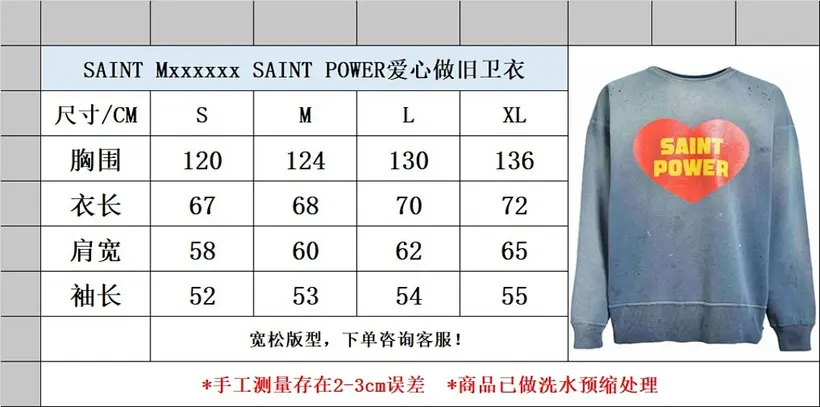 SAINT Mxxxxxx SAINT POWER爱心做旧卫衣
尺寸/CM S M L XL
胸围 120 124 130 136
衣长 67 68 70 72
肩宽 58 60 62 65
袖长 52 53 54 55
宽松版型，下单咨询客服！
*手工测量存在2-3cm误差 *商品已做洗水预缩处理
SAINT
POWER